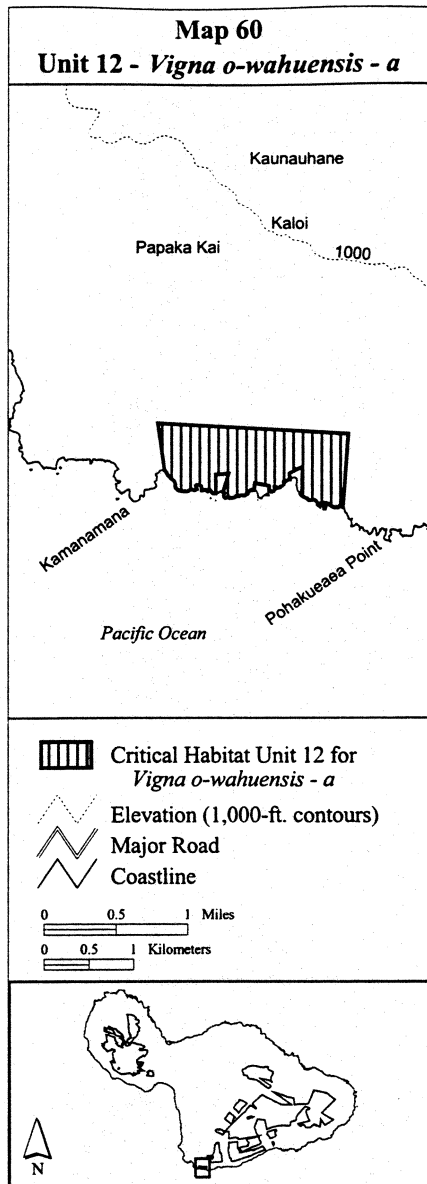 Map 60
Unit 12 - Vigna o-wahuensis - a
Kaunauhane
Kaloi
Papaka Kai
1000
Kamanamana
Pohakueaea Point
Pacific Ocean
Critical Habitat Unit 12 for
Vigna o-wahuensis - a
Elevation (1,000-ft. contours)
Major Road
Coastline
0 0.5 1 Miles
0 0.5 1 Kilometers
N